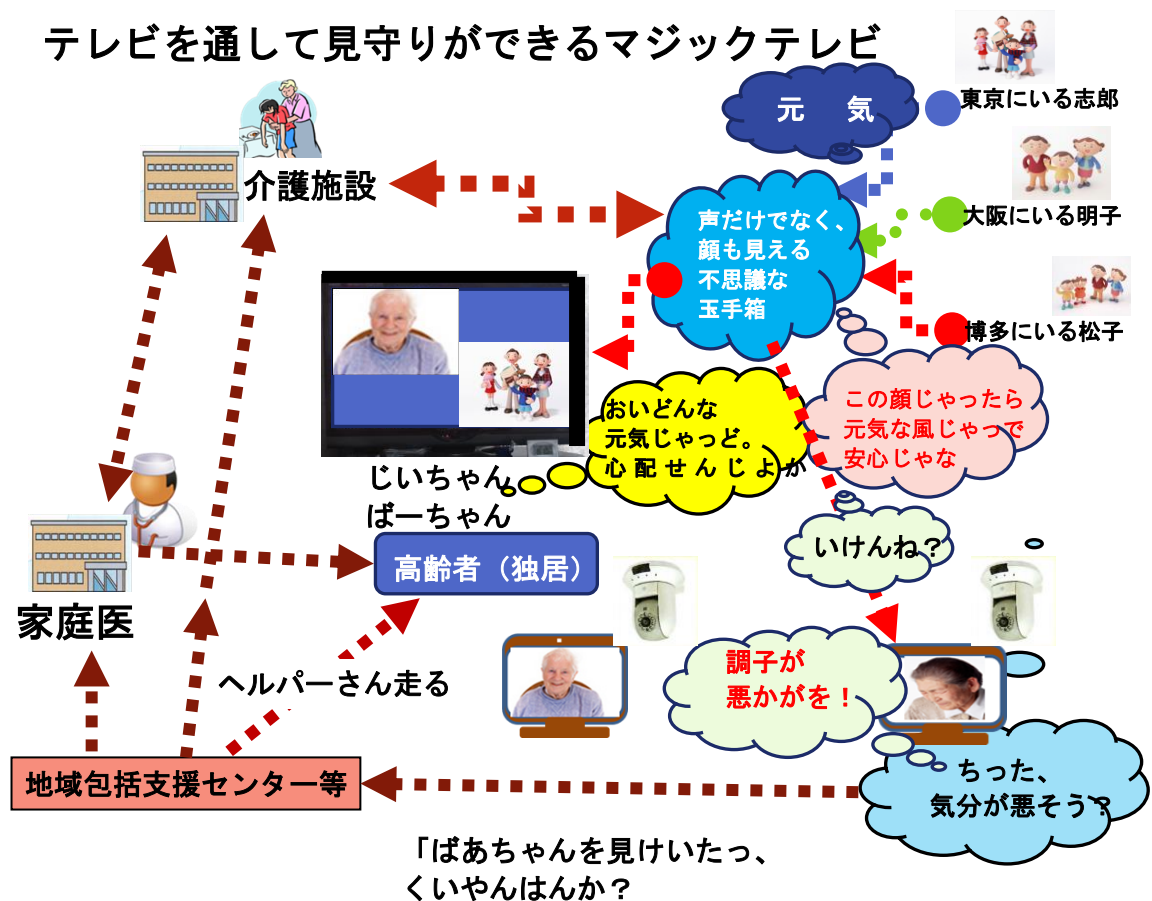 テレビを通して見守りができるマジックテレビ
元　気
東京にいる志郎
介護施設
大阪にいる明子
声だけでなく、
顔も見える
不思議な
玉手箱
博多にいる松子
おいどんな
元気じゃっど。
心配せんじよか
この顔じゃったら
元気な風じゃっで
安心じゃな
じいちゃん
ばーちゃん
いけんね？
高齢者（独居）
家庭医
ヘルパーさん走る
調子が
悪かがを！
地域包括支援センター等
ちった、
気分が悪そう？
「ばあちゃんを見けいたっ、
くいやんはんか？